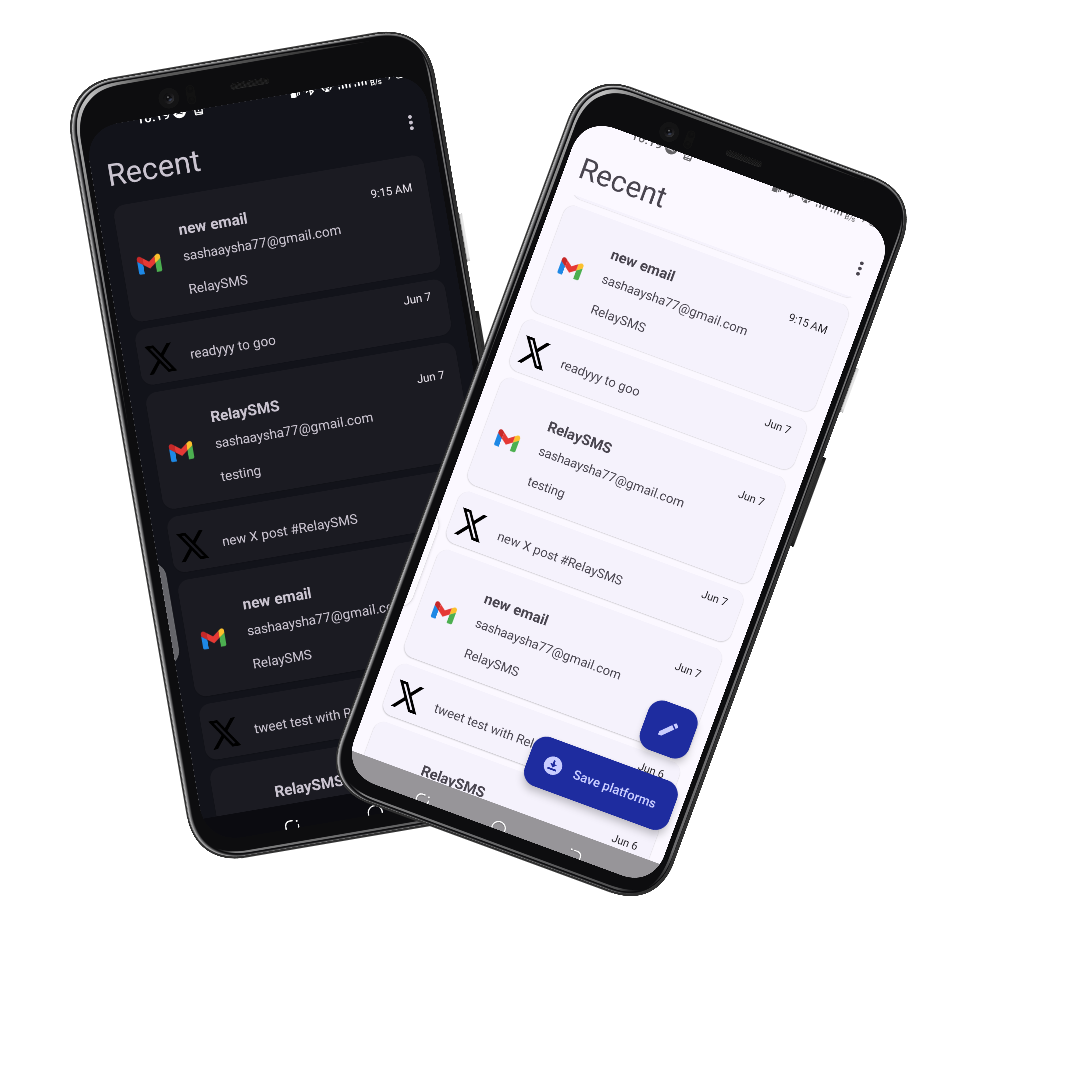 16:19
B/s
Recent
new email
9:15 AM
sashaaysha77@gmail.com
RelaySMS
Jun 7
readyyy to goo
Jun 7
RelaySMS
sashaaysha77@gmail.com
testing
new X post #RelaySMS
new email
sashaaysha77@gmail.co
RelaySMS
tweet test with R
RelaySMS
B/s
Recent
new email
9:15 AM
sashaaysha77@gmail.com
RelaySMS
readyyy to goo
Jun 7
RelaySMS
Jun 7
sashaaysha77@gmail.com
testing
new X post #RelaySMS
Jun 7
new email
Jun 7
sashaaysha77@gmail.com
RelaySMS
tweet test with Rel
Jun 6
Save platforms
RelaySMS
Jun 6